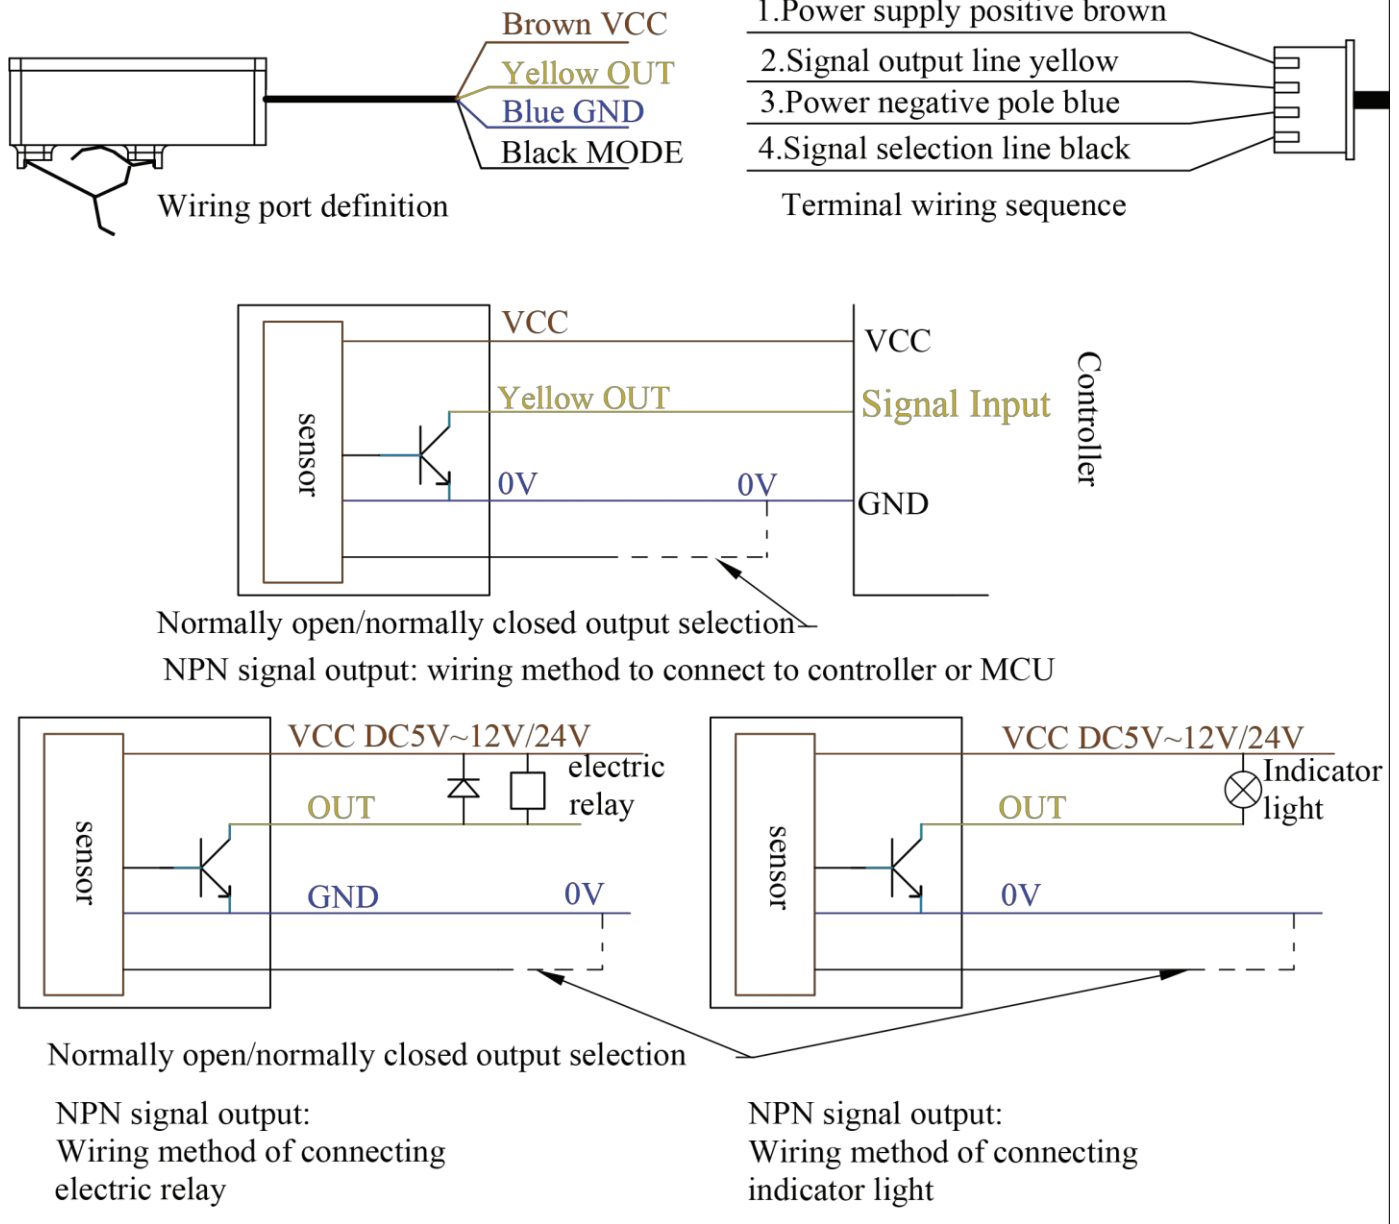 Brown VCC
Yellow OUT
Blue GND
Black MODE
Wiring port definition
1.Power supply positive brown
2.Signal output line yellow
3.Power negative pole blue
4.Signal selection line black
Terminal wiring sequence
sensor
VCC
Yellow OUT
0V
0V
VCC
Signal Input
GND
Controller
Normally open/normally closed output selection
NPN signal output: wiring method to connect to controller or MCU
sensor
VCC DC5V~12V/24V
electric
relay
OUT
GND
0V
sensor
VCC DC5V~12V/24V
Indicator
light
OUT
0V
Normally open/normally closed output selection
NPN signal output:
Wiring method of connecting
electric relay
NPN signal output:
Wiring method of connecting
indicator light